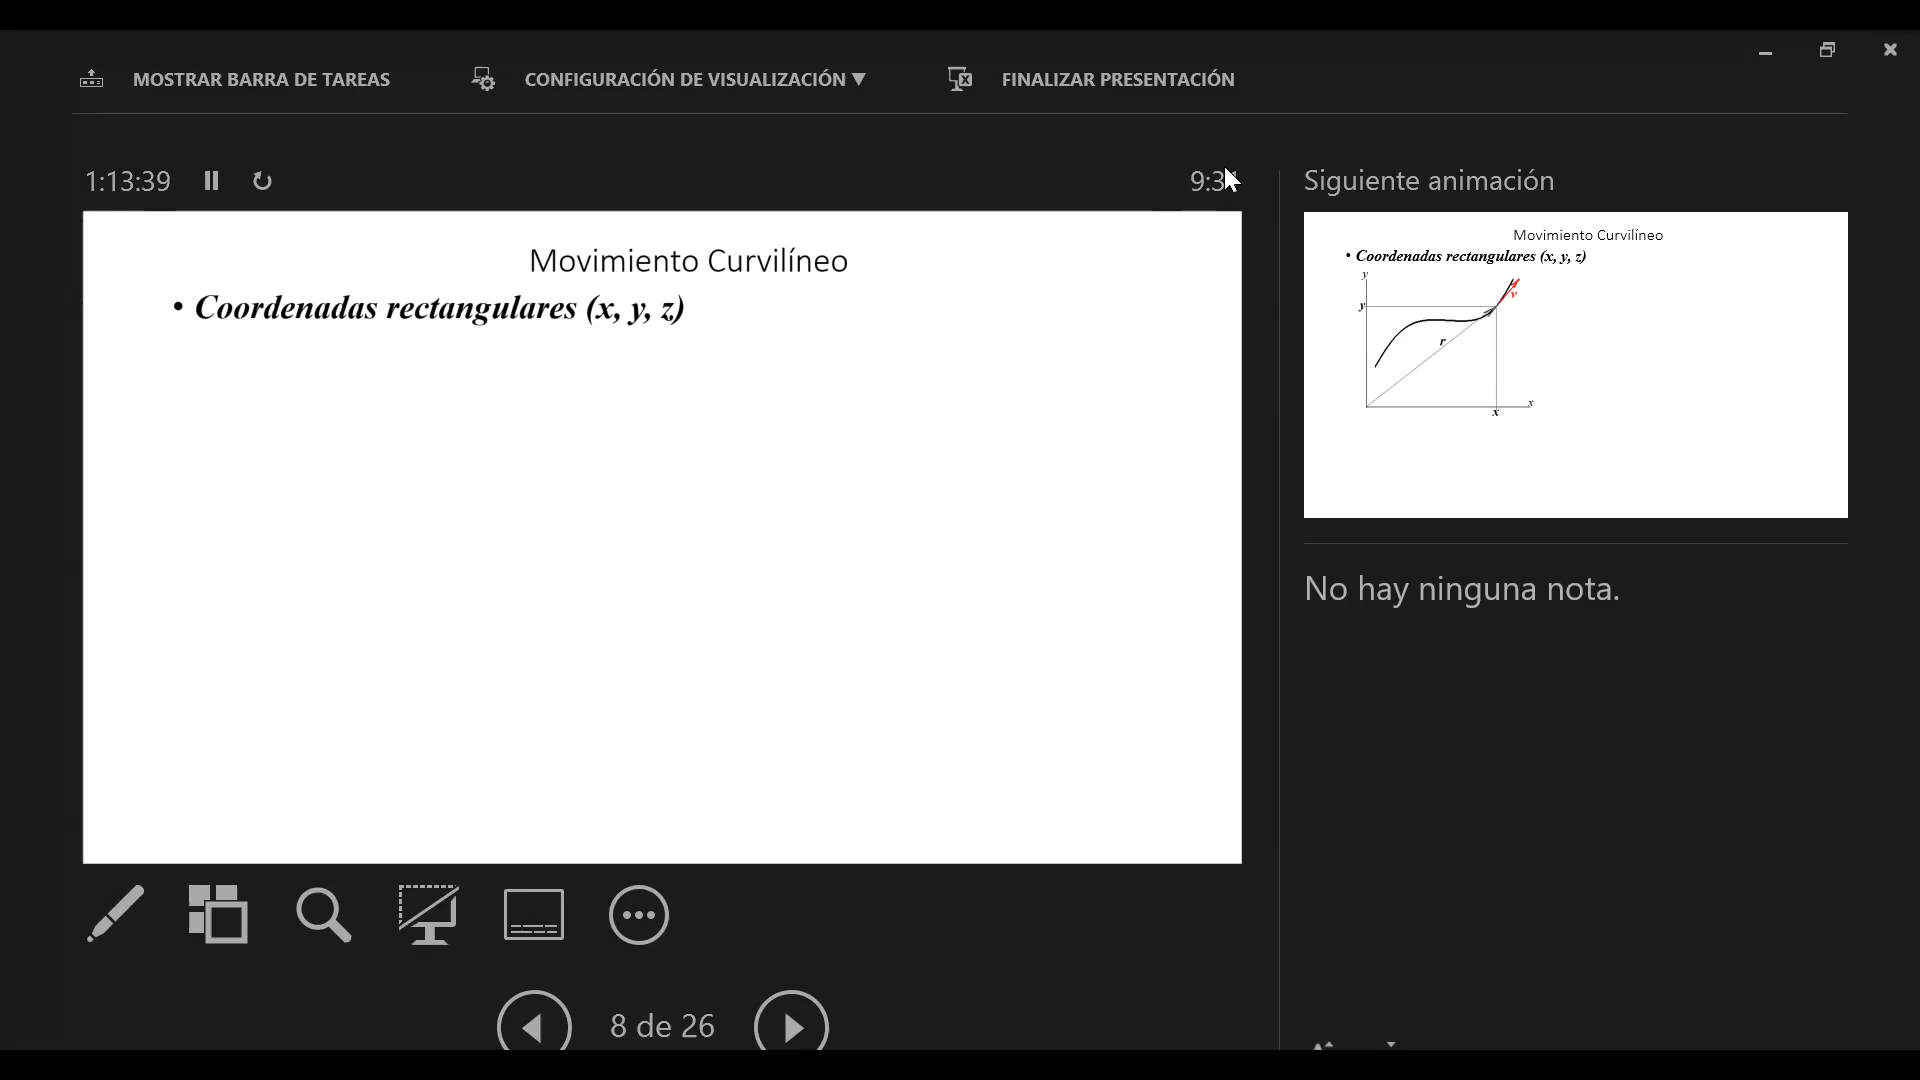 MOSTRAR BARRA DE TAREAS
CONFIGURACIÓN DE VISUALIZACIÓN ▼
FINALIZAR PRESENTACIÓN
1:13:39
Siguiente animación
Movimiento Curvilíneo
• Coordenadas rectangulares (x, y, z)
Movimiento Curvilíneo
• Coordenadas rectangulares (x, y, z)
y
v
y
r
x
x
No hay ninguna nota.
8 de 26